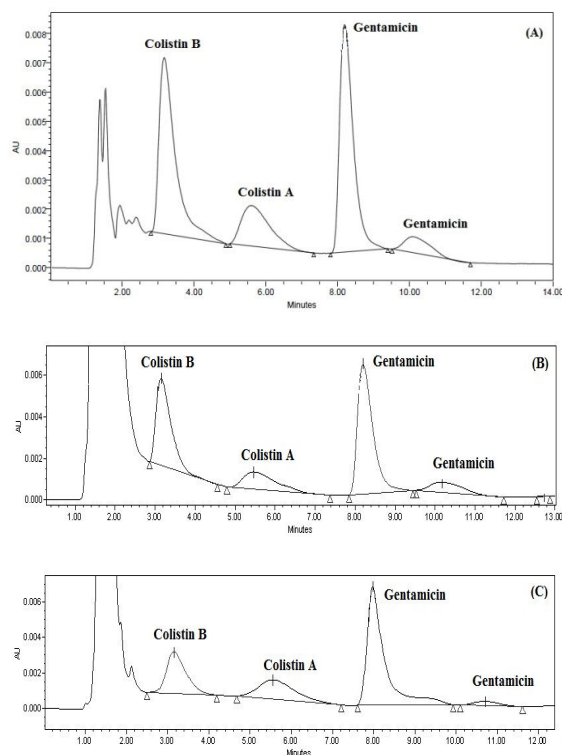 (A)
Gentamicin
Colistin B
Colistin A
Gentamicin
AU
0.008
0.007
0.006
0.005
0.004
0.003
0.002
0.001
0.000
2.00 4.00 6.00 8.00 10.00 12.00 14.00
Minutes
(B)
Colistin B
Gentamicin
Colistin A
Gentamicin
AU
0.006
0.004
0.002
0.000
1.00 2.00 3.00 4.00 5.00 6.00 7.00 8.00 9.00 10.00 11.00 12.00 13.00
Minutes
(C)
Gentamicin
Colistin B
Colistin A
Gentamicin
AU
0.006
0.004
0.002
0.000
1.00 2.00 3.00 4.00 5.00 6.00 7.00 8.00 9.00 10.00 11.00 12.00
Minutes